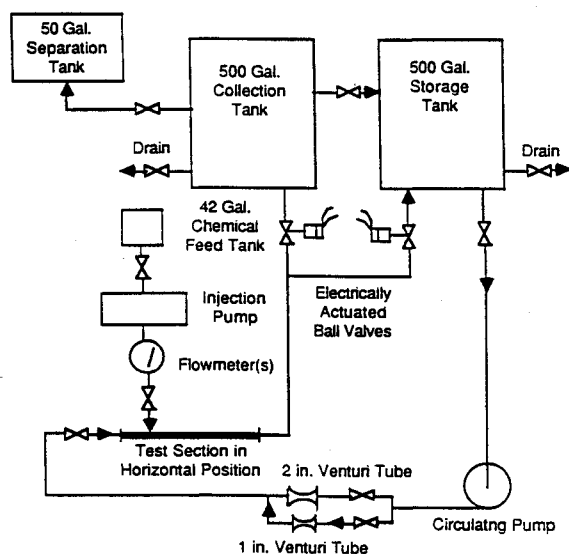 50 Gal.
Separation
Tank
500 Gal.
Collection
Tank
500 Gal.
Storage
Tank
Drain
Drain
42 Gal.
Chemical
Feed Tank
Injection
Pump
Electrically
Actuated
Ball Valves
Flowmeter(s)
Test Section in
Horizontal Position
2 in. Venturi Tube
1 in. Venturi Tube
Circulatng Pump